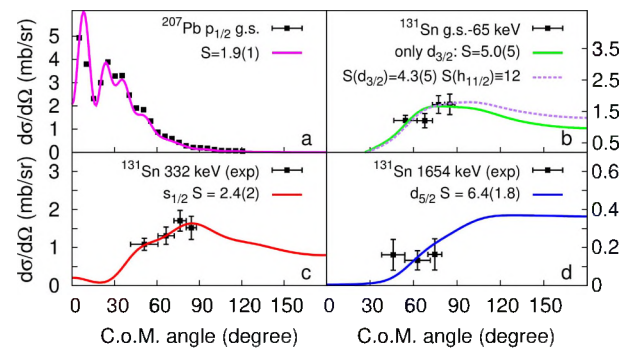 6
5
4
3
2
1
0
dσ/dΩ (mb/sr)
²⁰⁷Pb p₁/₂ g.s.
S=1.9(1)
a
¹³¹Sn g.s.-65 keV
only d₃/₂: S=5.0(5)
S(d₃/₂)=4.3(5) S(h₁₁/₂)≡12
b
3.5
2.5
1.5
0.5
3
2
1
0
dσ/dΩ (mb/sr)
¹³¹Sn 332 keV (exp)
s₁/₂ S = 2.4(2)
c
¹³¹Sn 1654 keV (exp)
d₅/₂ S = 6.4(1.8)
d
0.6
0.4
0.2
0
0 30 60 90 120 150
0 30 60 90 120 150
C.o.M. angle (degree)
C.o.M. angle (degree)